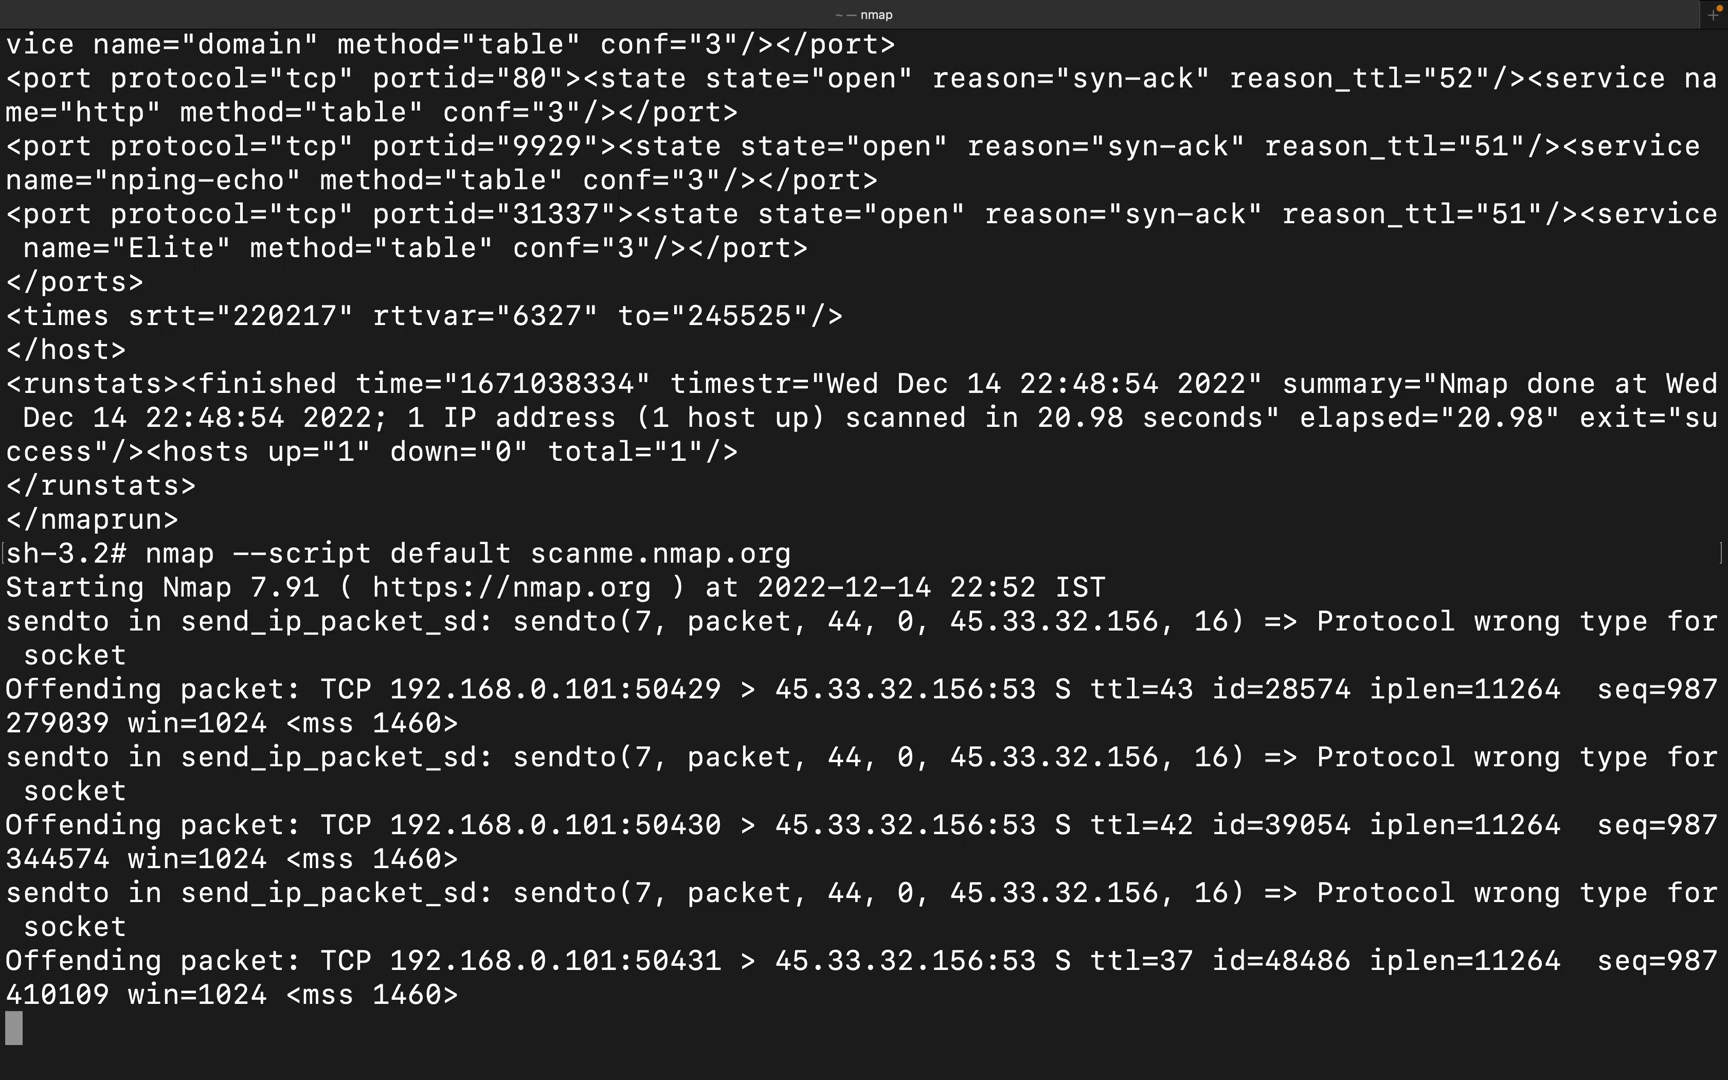 ~ — nmap
vice name="domain" method="table" conf="3"/></port>
<port protocol="tcp" portid="80"><state state="open" reason="syn-ack" reason_ttl="52"/><service na
me="http" method="table" conf="3"/></port>
<port protocol="tcp" portid="9929"><state state="open" reason="syn-ack" reason_ttl="51"/><service
name="nping-echo" method="table" conf="3"/></port>
<port protocol="tcp" portid="31337"><state state="open" reason="syn-ack" reason_ttl="51"/><service
 name="Elite" method="table" conf="3"/></port>
</ports>
<times srtt="220217" rttvar="6327" to="245525"/>
</host>
<runstats><finished time="1671038334" timestr="Wed Dec 14 22:48:54 2022" summary="Nmap done at Wed
 Dec 14 22:48:54 2022; 1 IP address (1 host up) scanned in 20.98 seconds" elapsed="20.98" exit="su
ccess"/><hosts up="1" down="0" total="1"/>
</runstats>
</nmaprun>
sh-3.2# nmap --script default scanme.nmap.org
Starting Nmap 7.91 ( https://nmap.org ) at 2022-12-14 22:52 IST
sendto in send_ip_packet_sd: sendto(7, packet, 44, 0, 45.33.32.156, 16) => Protocol wrong type for
 socket
Offending packet: TCP 192.168.0.101:50429 > 45.33.32.156:53 S ttl=43 id=28574 iplen=11264  seq=987
279039 win=1024 <mss 1460>
sendto in send_ip_packet_sd: sendto(7, packet, 44, 0, 45.33.32.156, 16) => Protocol wrong type for
 socket
Offending packet: TCP 192.168.0.101:50430 > 45.33.32.156:53 S ttl=42 id=39054 iplen=11264  seq=987
344574 win=1024 <mss 1460>
sendto in send_ip_packet_sd: sendto(7, packet, 44, 0, 45.33.32.156, 16) => Protocol wrong type for
 socket
Offending packet: TCP 192.168.0.101:50431 > 45.33.32.156:53 S ttl=37 id=48486 iplen=11264  seq=987
410109 win=1024 <mss 1460>